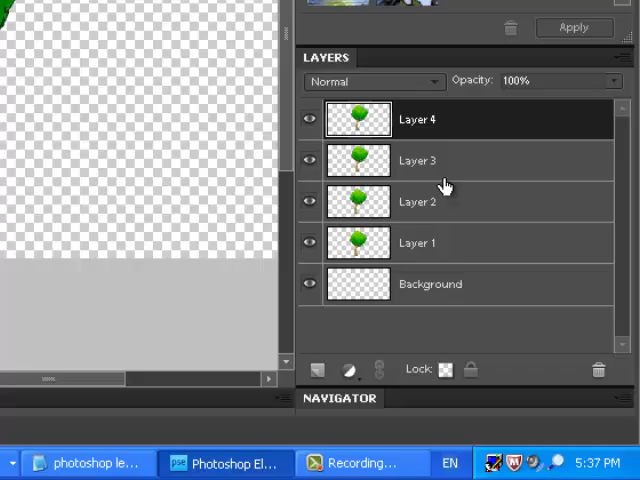 Apply
LAYERS
Normal Opacity: 100%
Layer 4
Layer 3
Layer 2
Layer 1
Background
Lock:
NAVIGATOR
photoshop le... pse Photoshop El... Recording... EN 5:37 PM